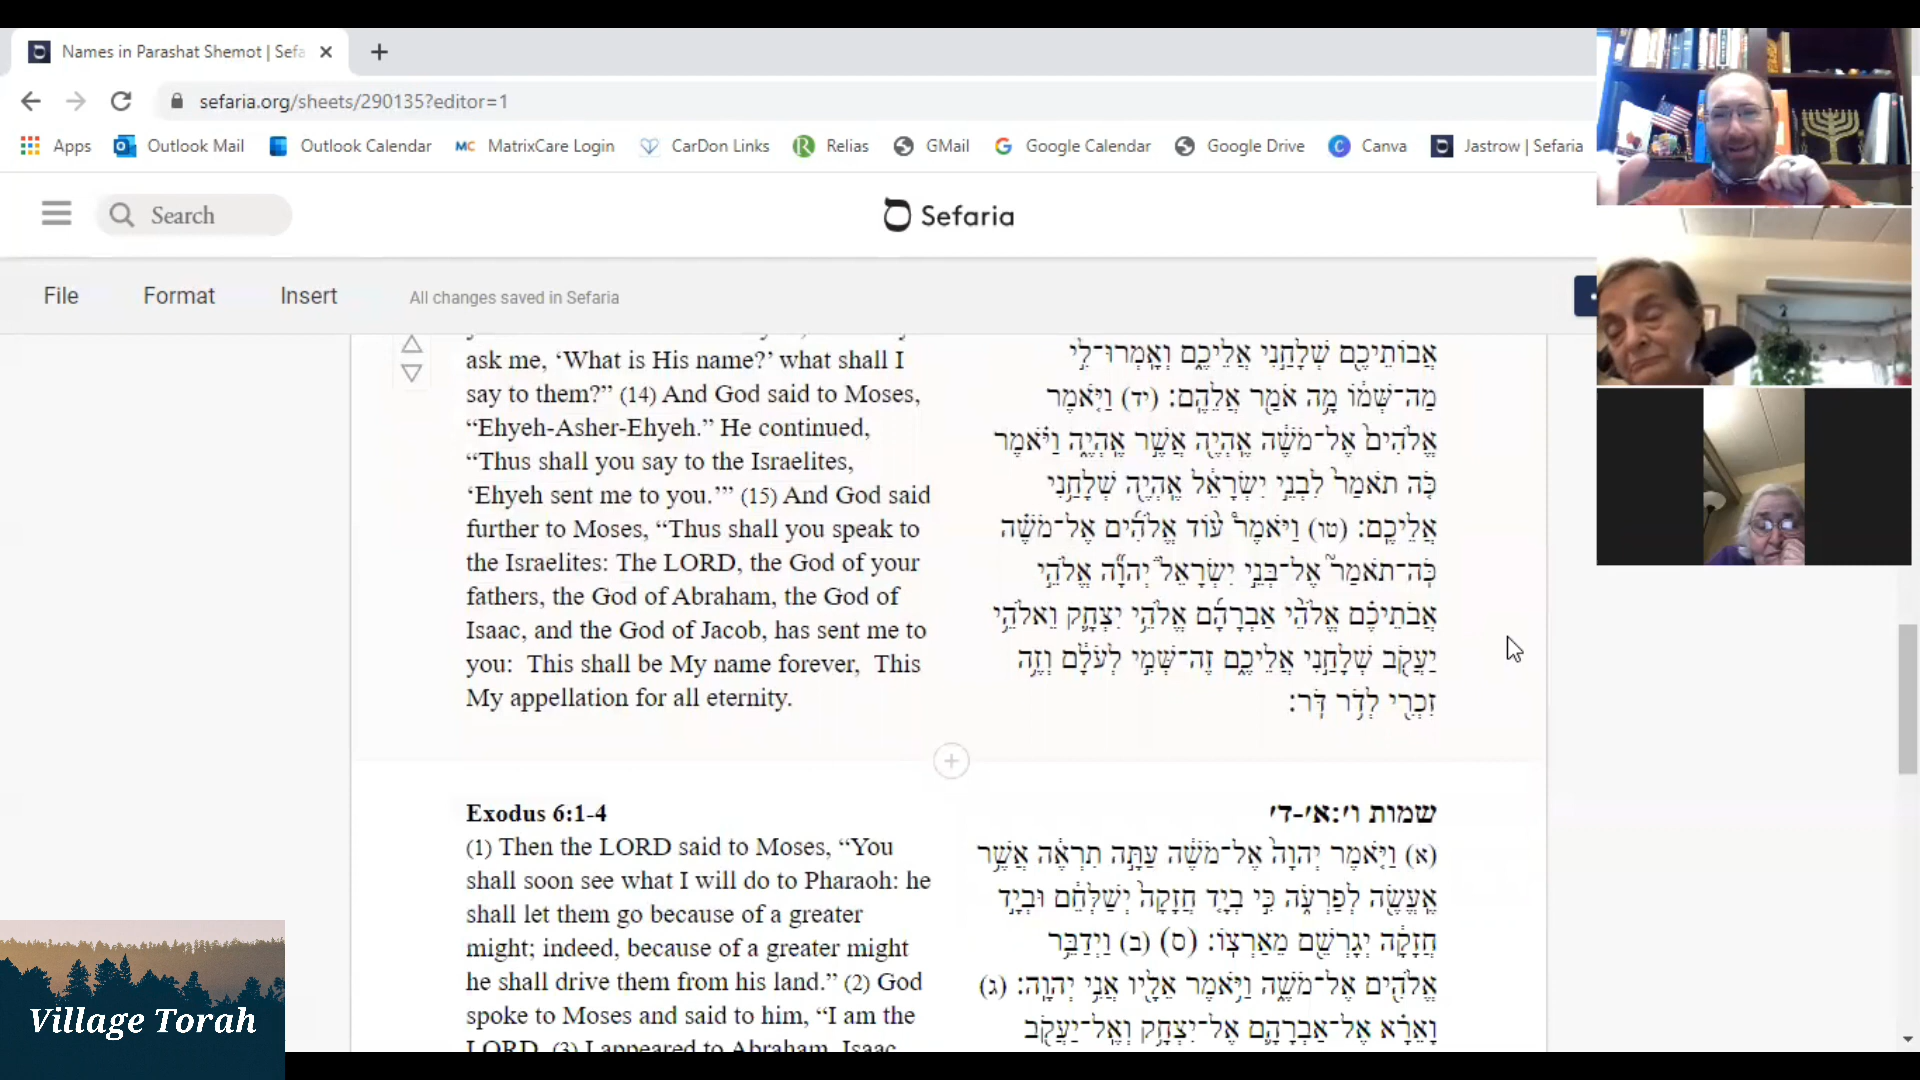 Names in Parashat Shemot | Sefa
sefaria.org/sheets/290135?editor=1
Apps
Outlook Mail
Outlook Calendar
MC MatrixCare Login
CarDon Links
Relias
GMail
Google Calendar
Google Drive
Canva
Jastrow | Sefaria
Search
Sefaria
File
Format
Insert
All changes saved in Sefaria
ask me, ‘What is His name?’ what shall I
say to them?” (14) And God said to Moses,
“Ehyeh-Asher-Ehyeh.” He continued,
“Thus shall you say to the Israelites,
‘Ehyeh sent me to you.’” (15) And God said
further to Moses, “Thus shall you speak to
the Israelites: The LORD, the God of your
fathers, the God of Abraham, the God of
Isaac, and the God of Jacob, has sent me to
you: This shall be My name forever, This
My appellation for all eternity.
אֲבוֹתֵיכֶם שְׁלָחַנִי אֲלֵיכֶם וְאָמְרוּ־לִי
מַה־שְּׁמוֹ מָה אֹמַר אֲלֵהֶם׃ (יד) וַיֹּאמֶר
אֱלֹהִים אֶל־מֹשֶׁה אֶהְיֶה אֲשֶׁר אֶהְיֶה וַיֹּאמֶר
כֹּה תֹאמַר לִבְנֵי יִשְׂרָאֵל אֶהְיֶה שְׁלָחַנִי
אֲלֵיכֶם׃ (טו) וַיֹּאמֶר עוֹד אֱלֹהִים אֶל־מֹשֶׁה
כֹּה־תֹאמַר אֶל־בְּנֵי יִשְׂרָאֵל יְהוָה אֱלֹהֵי
אֲבֹתֵיכֶם אֱלֹהֵי אַבְרָהָם אֱלֹהֵי יִצְחָק וֵאלֹהֵי
יַעֲקֹב שְׁלָחַנִי אֲלֵיכֶם זֶה־שְּׁמִי לְעֹלָם וְזֶה
זִכְרִי לְדֹר דֹּר׃
Exodus 6:1-4
(1) Then the LORD said to Moses, “You
shall soon see what I will do to Pharaoh: he
shall let them go because of a greater
might; indeed, because of a greater might
he shall drive them from his land.” (2) God
spoke to Moses and said to him, “I am the
LORD. (3) I appeared to Abraham, Isaac,
שמות ו׳:א׳-ד׳
(א) וַיֹּאמֶר יְהוָה אֶל־מֹשֶׁה עַתָּה תִרְאֶה אֲשֶׁר
אֶעֱשֶׂה לְפַרְעֹה כִּי בְיָד חֲזָקָה יְשַׁלְּחֵם וּבְיָד
חֲזָקָה יְגָרְשֵׁם מֵאַרְצוֹ׃ (ס) (ב) וַיְדַבֵּר
אֱלֹהִים אֶל־מֹשֶׁה וַיֹּאמֶר אֵלָיו אֲנִי יְהוָה׃ (ג)
וָאֵרָא אֶל־אַבְרָהָם אֶל־יִצְחָק וְאֶל־יַעֲקֹב
Village Torah